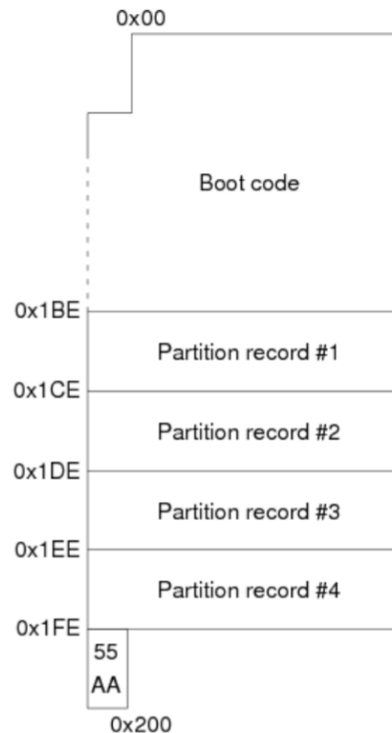 0x00
Boot code
0x1BE
Partition record #1
0x1CE
Partition record #2
0x1DE
Partition record #3
0x1EE
Partition record #4
0x1FE
55
AA
0x200